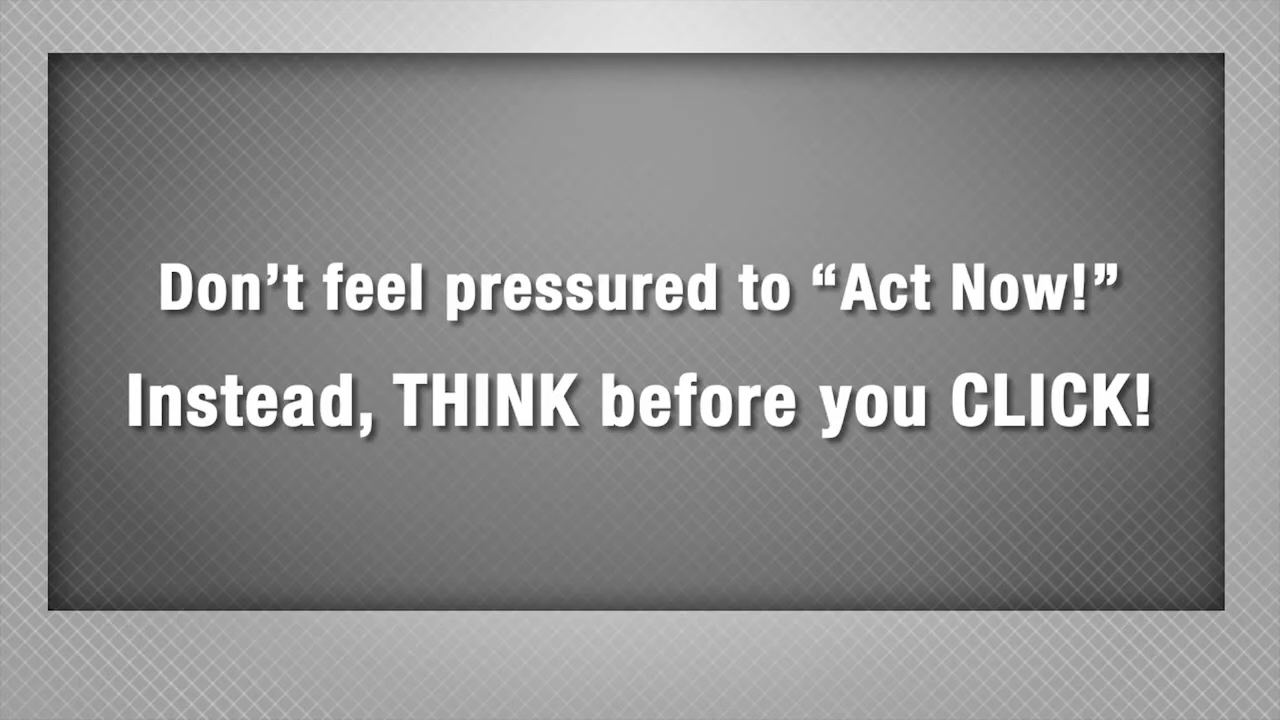 Don’t feel pressured to “Act Now!”
Instead, THINK before you CLICK!